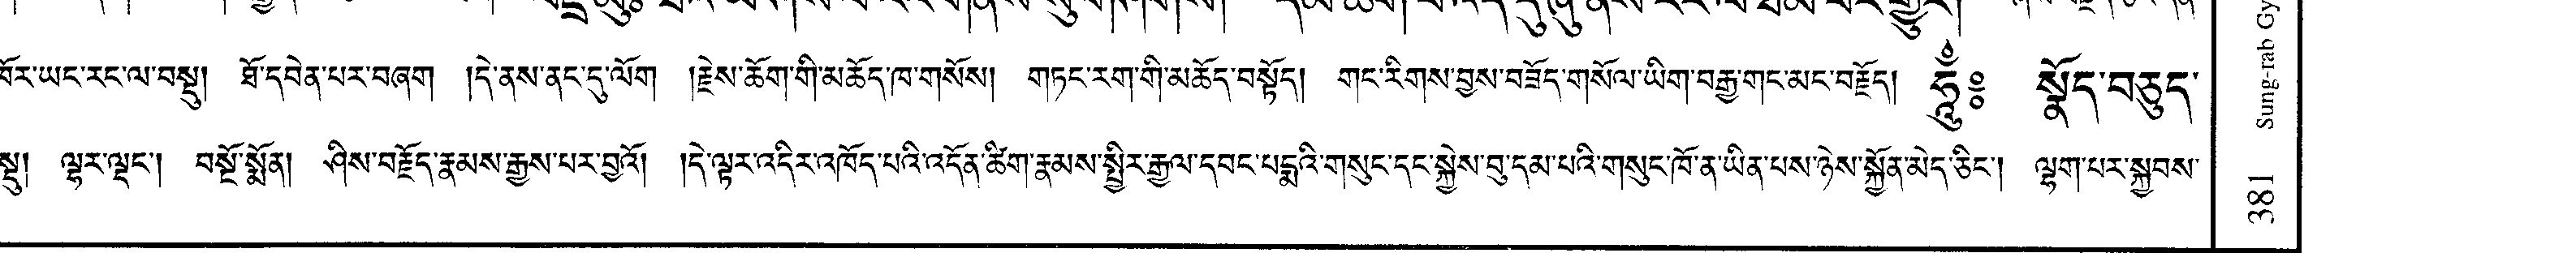 འཁོར་ཡང་རང་ལ་བསྡུ། ཐོ་དབེན་པར་བཞག །དེ་ནས་ནང་དུ་ལོག །རྗེས་ཆོག་གི་མཆོད་ཁ་གསོས། གཏང་རག་གི་མཆོད་བསྟོད། གང་རིགས་བྱས་བཟོད་གསོལ་ཡིག་བརྒྱ་གང་མང་བརྗོད། ཧཱུྃ༔ སྣོད་བཅུད་
སྡུ། ལྷར་ལྡང་། བསྔོ་སྨོན། ཤིས་བརྗོད་རྣམས་རྒྱས་པར་བྱའོ། །དེ་ལྟར་འདིར་འཁོད་པའི་འདོན་ཚིག་རྣམས་སྤྱིར་རྒྱལ་དབང་པདྨའི་གསུང་དང་སྐྱེས་བུ་དམ་པའི་གསུང་ཁོ་ན་ཡིན་པས་ཉེས་སྐྱོན་མེད་ཅིང་། ལྷག་པར་སྐྱབས་
Sung-rab Gy
381